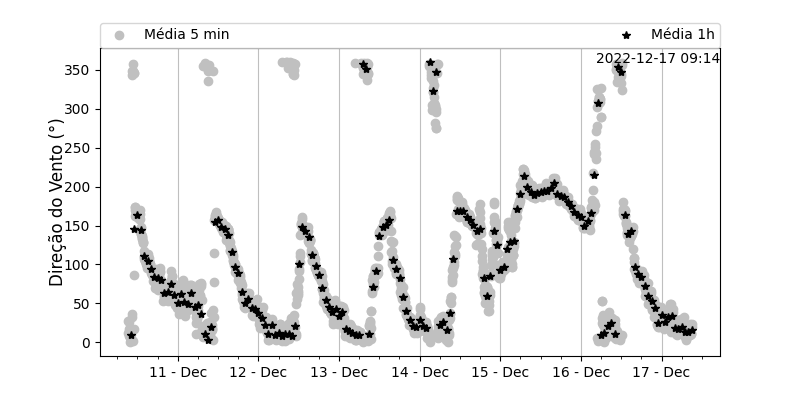 Média 5 min
Média 1h
2022-12-17 09:14
Direção do Vento (°)
350
300
250
200
150
100
50
0
11 - Dec
12 - Dec
13 - Dec
14 - Dec
15 - Dec
16 - Dec
17 - Dec